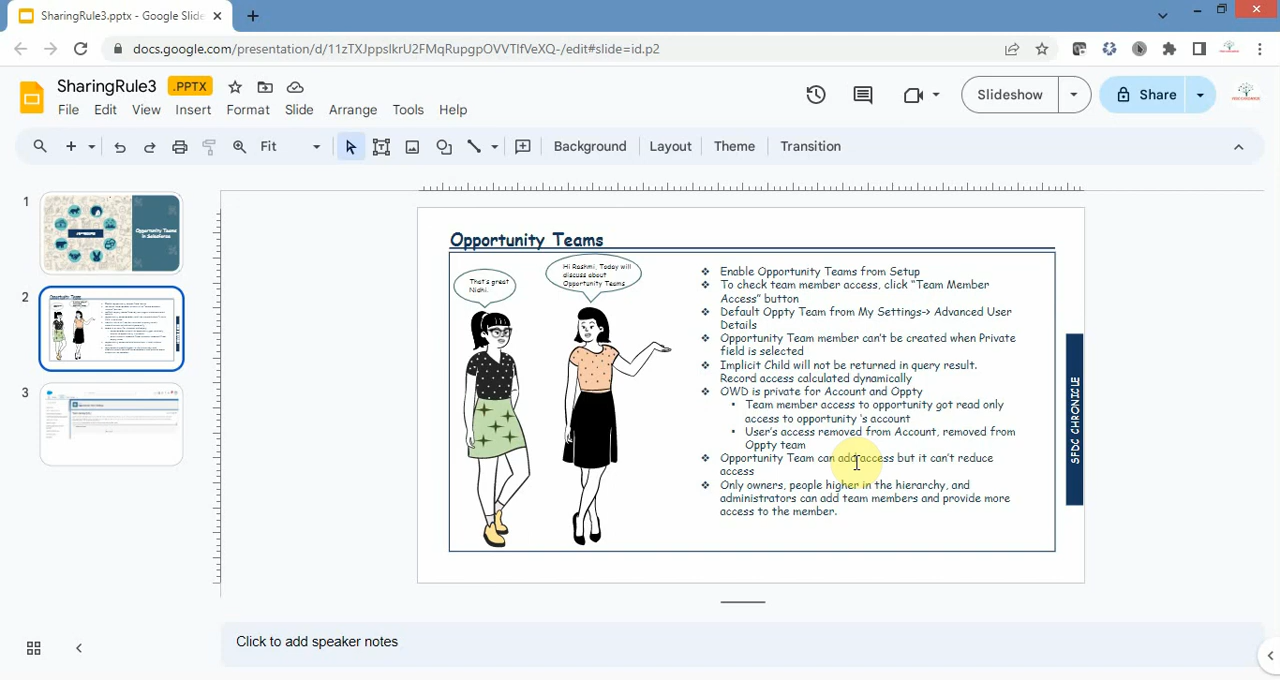 SharingRule3.pptx - Google Slide
docs.google.com/presentation/d/11zTXJppslkrU2FMqRupgpOVVTlfVeXQ-/edit#slide=id.p2
SharingRule3 .PPTX
File Edit View Insert Format Slide Arrange Tools Help
Slideshow
Share
Fit
Background Layout Theme Transition
1
Opportunity Teams
in Salesforce
2
3
Opportunity Teams
That's great
Nidhi.
Hi Rashmi, Today will
discuss about
Opportunity Teams
❖ Enable Opportunity Teams from Setup
❖ To check team member access, click "Team Member
Access" button
❖ Default Oppty Team from My Settings-> Advanced User
Details
❖ Opportunity Team member can't be created when Private
field is selected
❖ Implicit Child will not be returned in query result.
Record access calculated dynamically
❖ OWD is private for Account and Oppty
• Team member access to opportunity got read only
access to opportunity 's account
• User's access removed from Account, removed from
Oppty team
❖ Opportunity Team can add access but it can't reduce
access
❖ Only owners, people higher in the hierarchy, and
administrators can add team members and provide more
access to the member.
SFDC CHRONICLE
Click to add speaker notes